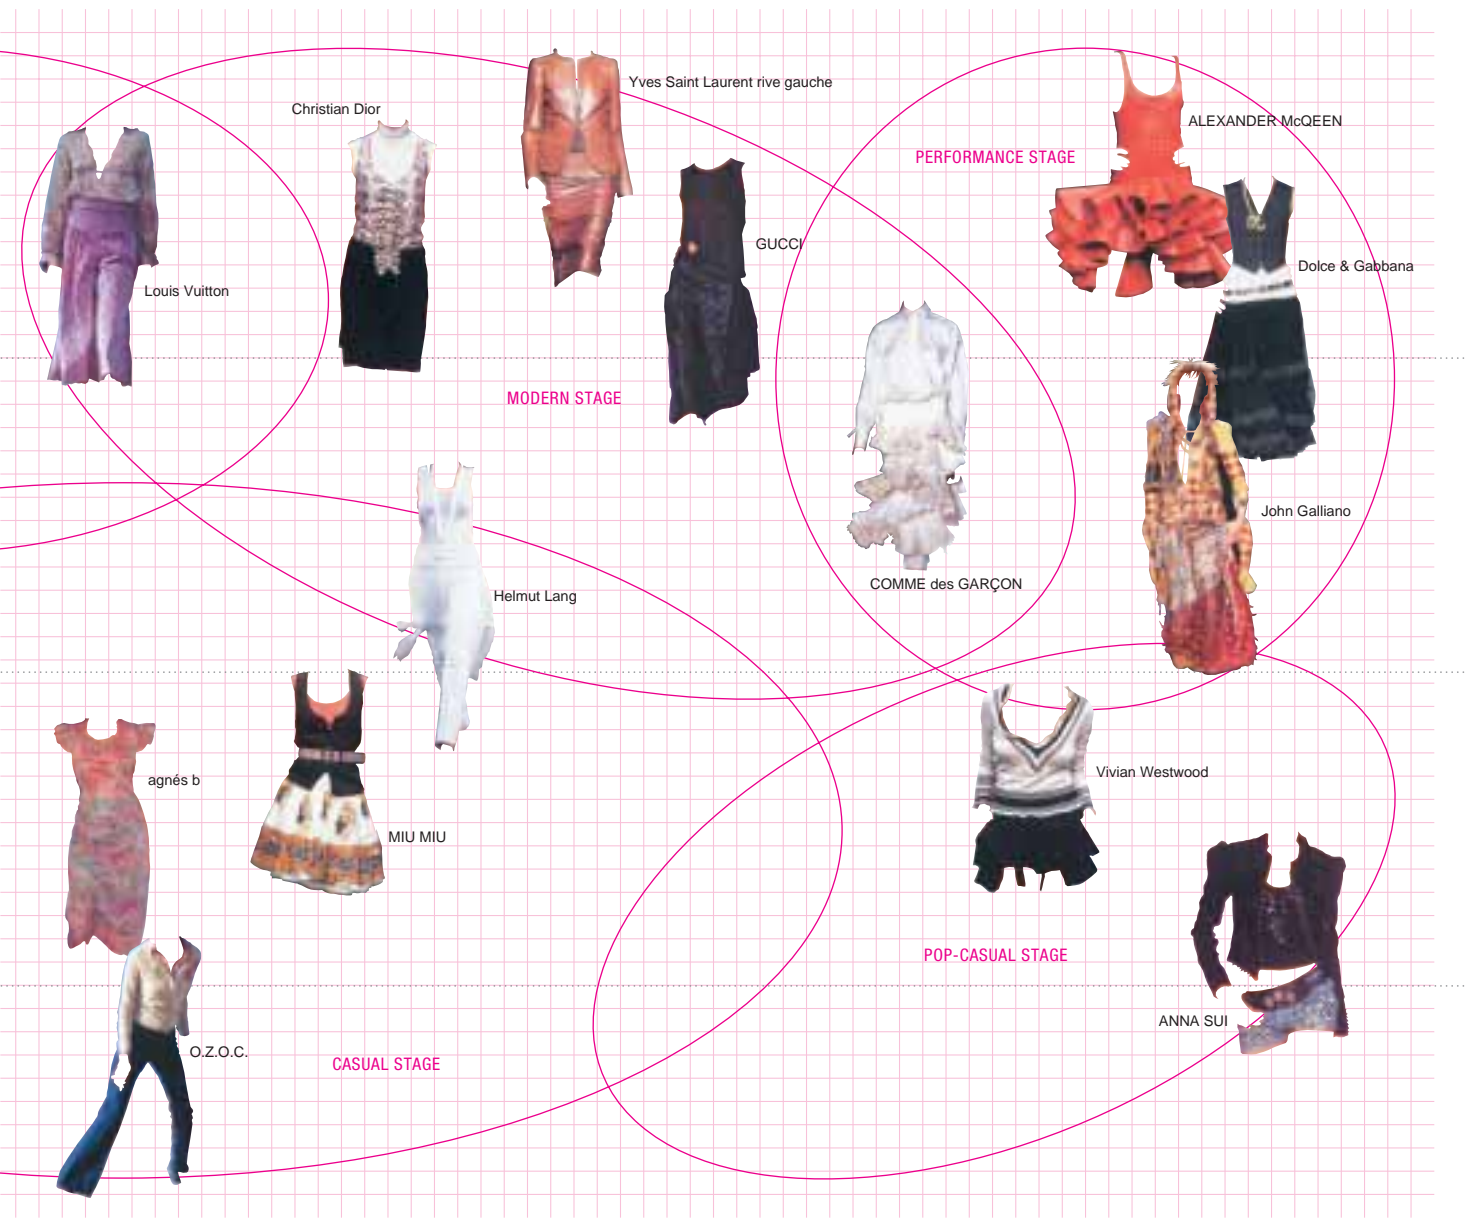 Yves Saint Laurent rive gauche
Christian Dior
ALEXANDER McQEEN
PERFORMANCE STAGE
GUCCI
Dolce & Gabbana
Louis Vuitton
MODERN STAGE
John Galliano
COMME des GARÇON
Helmut Lang
Vivian Westwood
agnés b
MIU MIU
POP-CASUAL STAGE
ANNA SUI
O.Z.O.C.
CASUAL STAGE